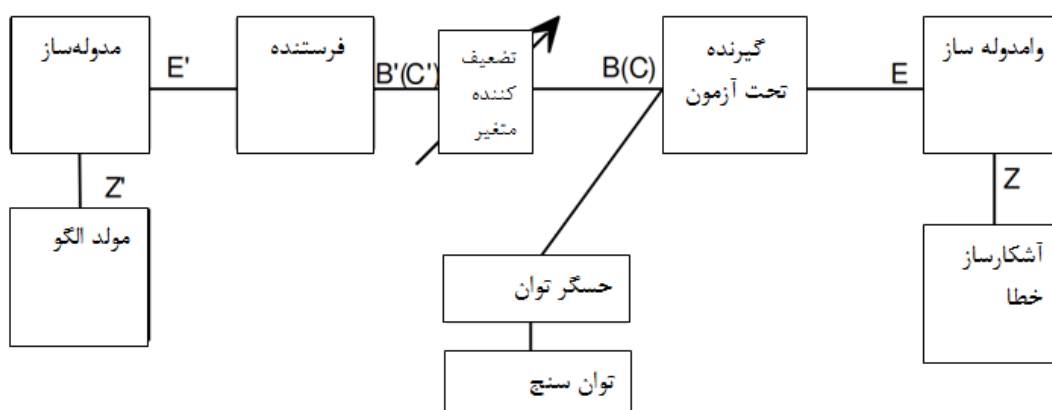 مدوله‌ساز
E'
فرستنده
B'(C')
تضعیف
کننده
متغیر
B(C)
گیرنده
تحت آزمون
E
وامدوله ساز
Z'
Z
مولد الگو
حسگر توان
توان سنج
آشکارساز
خطا